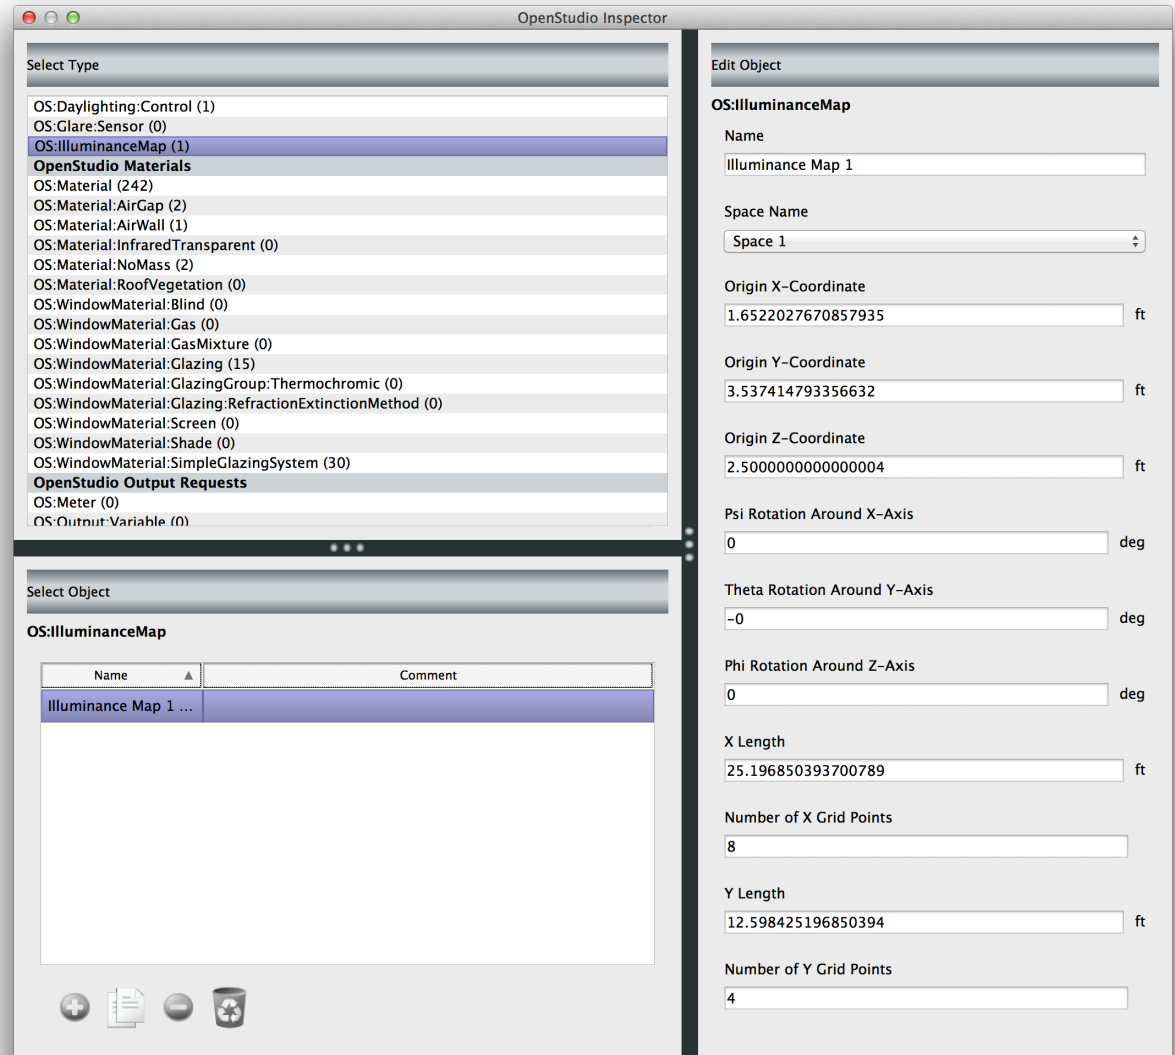 OpenStudio Inspector
Select Type
OS:Daylighting:Control (1)
OS:Glare:Sensor (0)
OS:IlluminanceMap (1)
OpenStudio Materials
OS:Material (242)
OS:Material:AirGap (2)
OS:Material:AirWall (1)
OS:Material:InfraredTransparent (0)
OS:Material:NoMass (2)
OS:Material:RoofVegetation (0)
OS:WindowMaterial:Blind (0)
OS:WindowMaterial:Gas (0)
OS:WindowMaterial:GasMixture (0)
OS:WindowMaterial:Glazing (15)
OS:WindowMaterial:GlazingGroup:Thermochromic (0)
OS:WindowMaterial:Glazing:RefractionExtinctionMethod (0)
OS:WindowMaterial:Screen (0)
OS:WindowMaterial:Shade (0)
OS:WindowMaterial:SimpleGlazingSystem (30)
OpenStudio Output Requests
OS:Meter (0)
OS:Output:Variable (0)
Select Object
OS:IlluminanceMap
Name Comment
Illuminance Map 1 ...
Edit Object
OS:IlluminanceMap
Name
Illuminance Map 1
Space Name
Space 1
Origin X-Coordinate
1.6522027670857935 ft
Origin Y-Coordinate
3.537414793356632 ft
Origin Z-Coordinate
2.5000000000000004 ft
Psi Rotation Around X-Axis
0 deg
Theta Rotation Around Y-Axis
-0 deg
Phi Rotation Around Z-Axis
0 deg
X Length
25.196850393700789 ft
Number of X Grid Points
8
Y Length
12.598425196850394 ft
Number of Y Grid Points
4